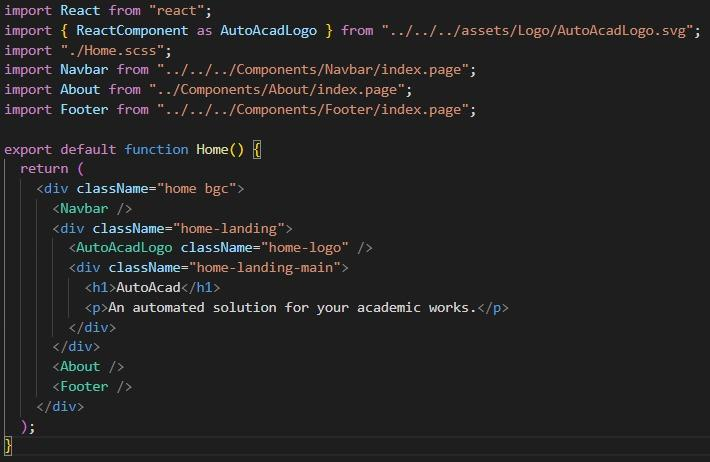 import React from "react";
import { ReactComponent as AutoAcadLogo } from "../../../assets/Logo/AutoAcadLogo.svg";
import "./Home.scss";
import Navbar from "../../../Components/Navbar/index.page";
import About from "../Components/About/index.page";
import Footer from "../../../Components/Footer/index.page";

export default function Home() {
  return (
    <div className="home bgc">
      <Navbar />
      <div className="home-landing">
        <AutoAcadLogo className="home-logo" />
        <div className="home-landing-main">
          <h1>AutoAcad</h1>
          <p>An automated solution for your academic works.</p>
        </div>
      </div>
      <About />
      <Footer />
    </div>
  );
}